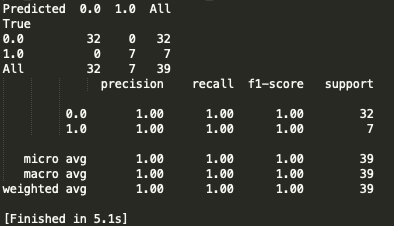 Predicted  0.0  1.0  All
True
0.0         32    0   32
1.0          0    7    7
All         32    7   39
              precision    recall  f1-score   support

         0.0       1.00      1.00      1.00        32
         1.0       1.00      1.00      1.00         7

   micro avg       1.00      1.00      1.00        39
   macro avg       1.00      1.00      1.00        39
weighted avg       1.00      1.00      1.00        39

[Finished in 5.1s]